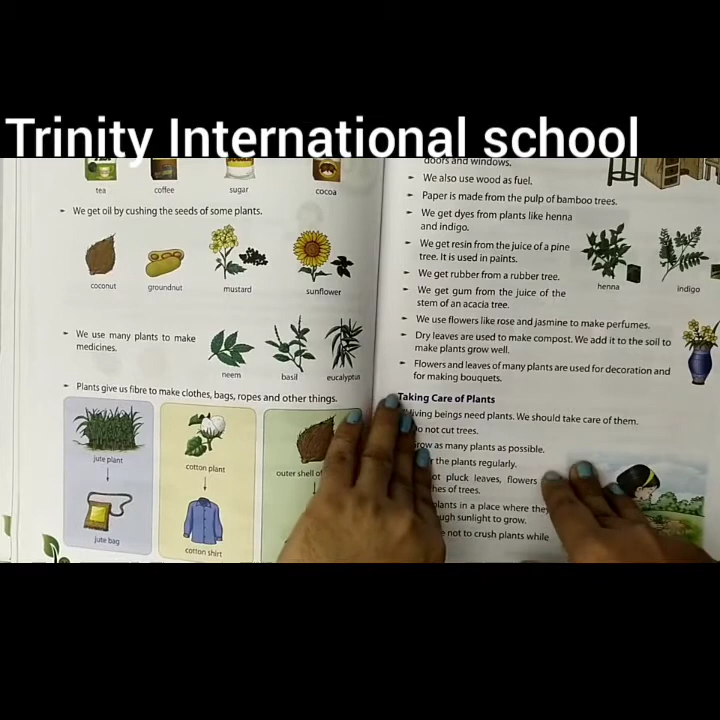 Trinity International school
tea
coffee
sugar
cocoa
➤ We get oil by cushing the seeds of some plants.
coconut
groundnut
mustard
sunflower
➤ We use many plants to make
medicines.
neem
basil
eucalyptus
➤ Plants give us fibre to make clothes, bags, ropes and other things.
jute plant
cotton plant
outer shell of
jute bag
cotton shirt
doors and windows.
➤ We also use wood as fuel.
➤ Paper is made from the pulp of bamboo trees.
➤ We get dyes from plants like henna
and indigo.
➤ We get resin from the juice of a pine
tree. It is used in paints.
➤ We get rubber from a rubber tree.
➤ We get gum from the juice of the
stem of an acacia tree.
henna
indigo
➤ We use flowers like rose and jasmine to make perfumes.
➤ Dry leaves are used to make compost. We add it to the soil to
make plants grow well.
➤ Flowers and leaves of many plants are used for decoration and
for making bouquets.
Taking Care of Plants
living beings need plants. We should take care of them.
not cut trees.
Grow as many plants as possible.
the plants regularly.
pluck leaves, flowers
of trees.
plants in a place where they
sunlight to grow.
not to crush plants while